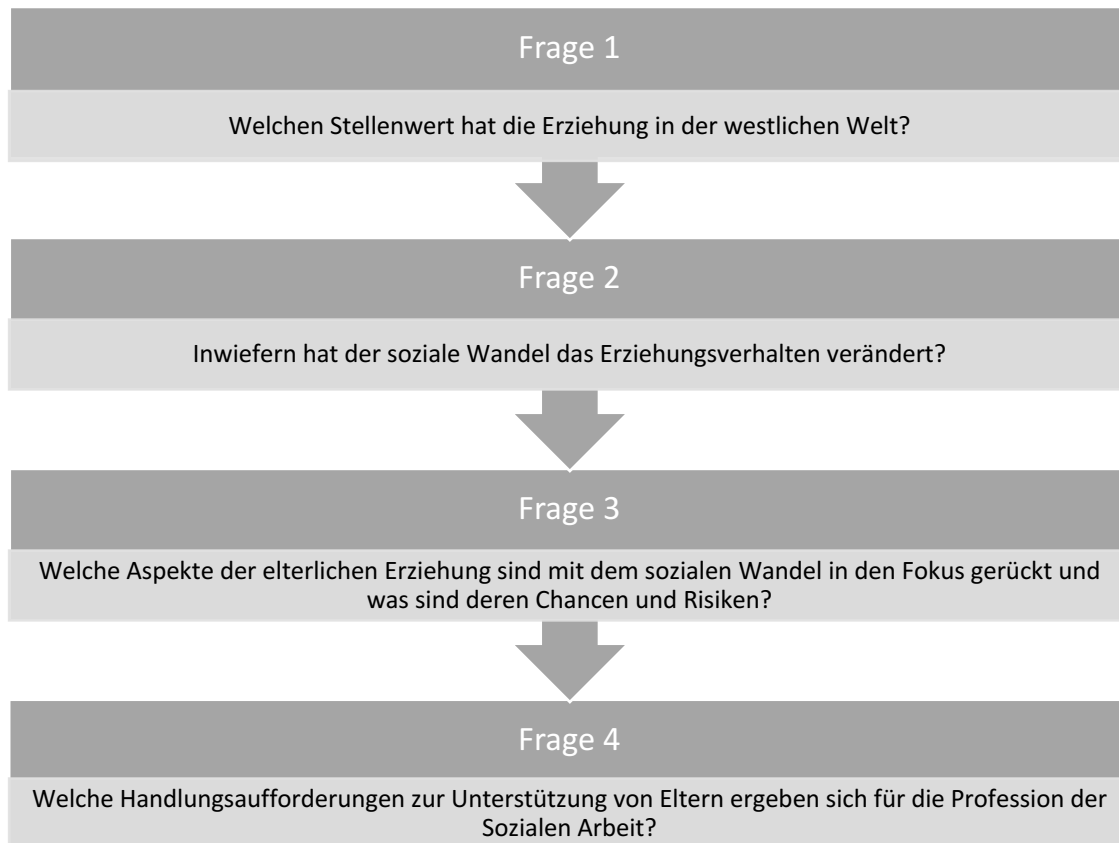 Frage 1
Welchen Stellenwert hat die Erziehung in der westlichen Welt?
Frage 2
Inwiefern hat der soziale Wandel das Erziehungsverhalten verändert?
Frage 3
Welche Aspekte der elterlichen Erziehung sind mit dem sozialen Wandel in den Fokus gerückt und
was sind deren Chancen und Risiken?
Frage 4
Welche Handlungsaufforderungen zur Unterstützung von Eltern ergeben sich für die Profession der
Sozialen Arbeit?